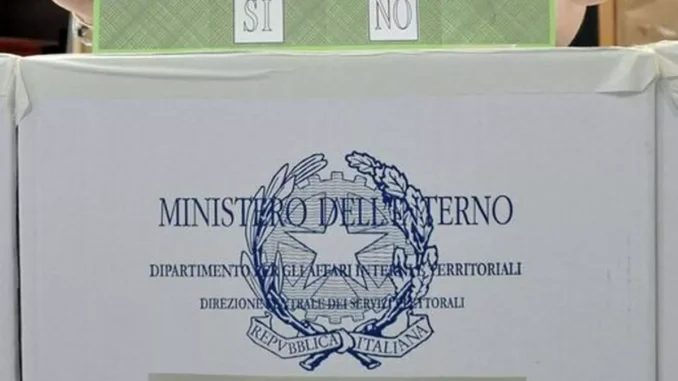 SI NO
MINISTERO DELL'INTERNO
DIPARTIMENTO PER GLI AFFARI INTERNI E TERRITORIALI
DIREZIONE CENTRALE DEI SERVIZI ELETTORALI
REPVBBLICA ITALIANA